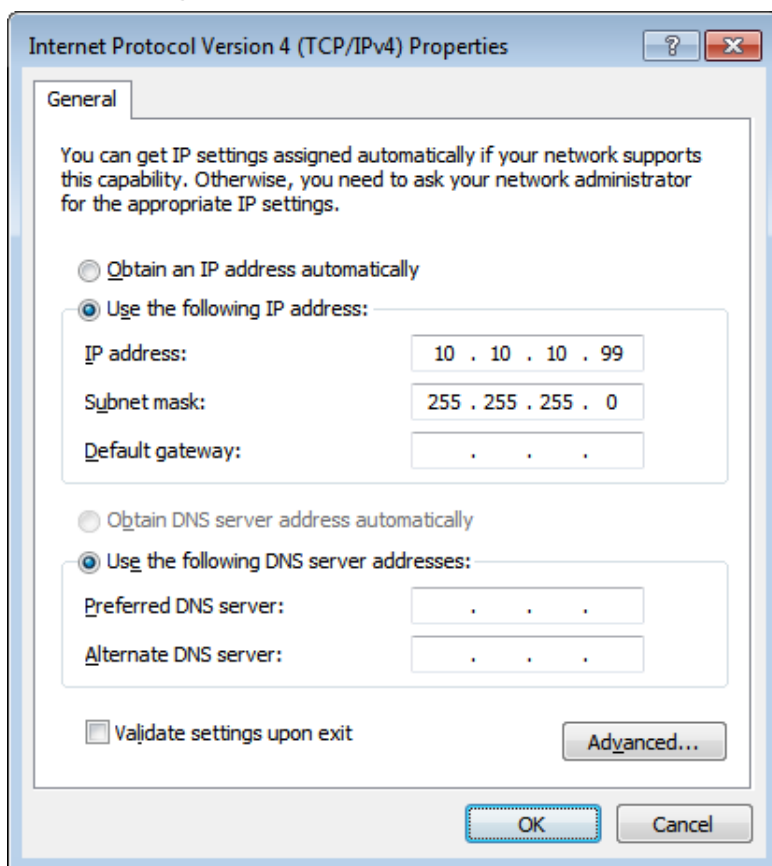 Internet Protocol Version 4 (TCP/IPv4) Properties
?
General
You can get IP settings assigned automatically if your network supports
this capability. Otherwise, you need to ask your network administrator
for the appropriate IP settings.
Obtain an IP address automatically
Use the following IP address:
IP address: 10 . 10 . 10 . 99
Subnet mask: 255 . 255 . 255 . 0
Default gateway: . . .
Obtain DNS server address automatically
Use the following DNS server addresses:
Preferred DNS server: . . .
Alternate DNS server: . . .
Validate settings upon exit
Advanced...
OK Cancel